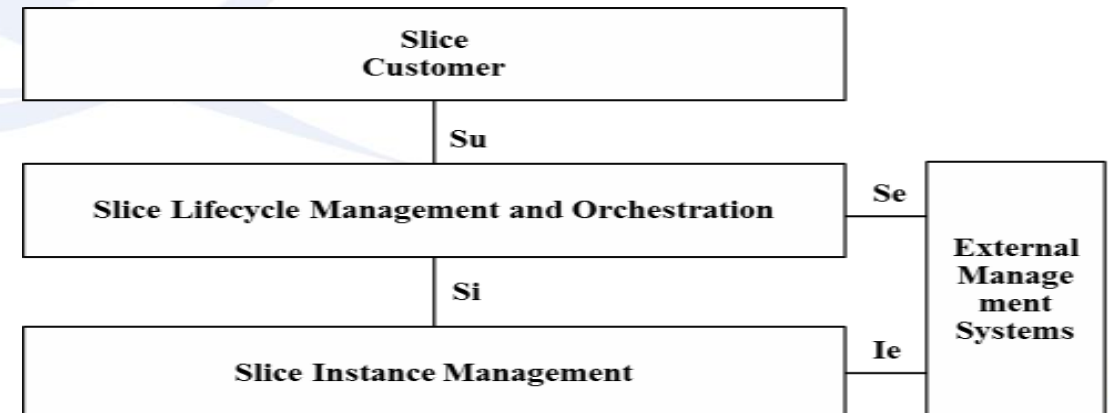 Slice
Customer
Su
Slice Lifecycle Management and Orchestration
Se
External
Manage
ment
Systems
Si
Slice Instance Management
Ie